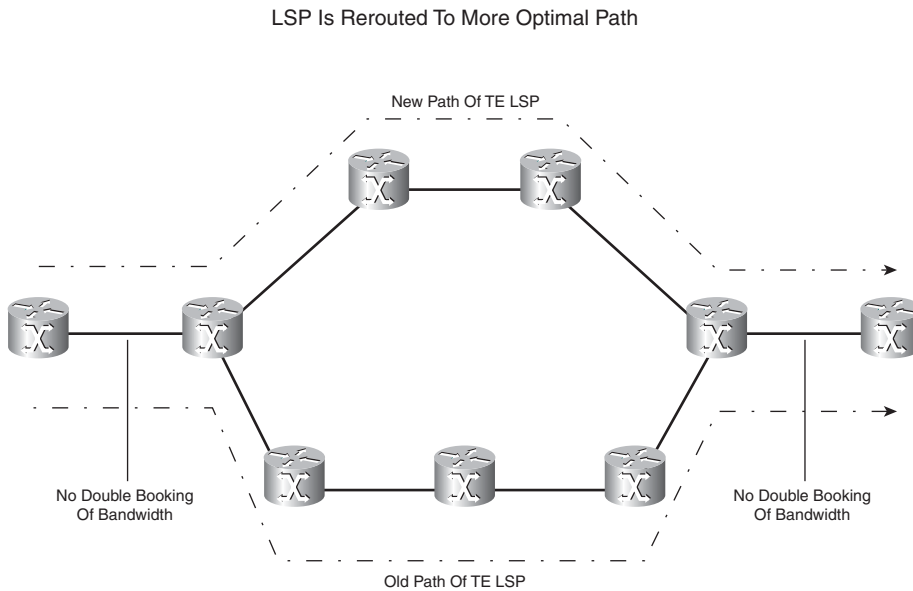 LSP Is Rerouted To More Optimal Path
New Path Of TE LSP
No Double Booking
Of Bandwidth
No Double Booking
Of Bandwidth
Old Path Of TE LSP